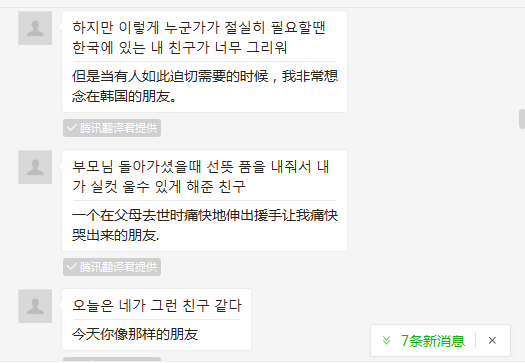 하지만 이렇게 누군가가 절실히 필요할땐
한국에 있는 내 친구가 너무 그리워
但是当有人如此迫切需要的时候，我非常想
念在韩国的朋友。
腾讯翻译君提供
부모님 돌아가셨을때 선뜻 품을 내줘서 내
가 실컷 울수 있게 해준 친구
一个在父母去世时痛快地伸出援手让我痛快
哭出来的朋友.
腾讯翻译君提供
오늘은 네가 그런 친구 같다
今天你像那样的朋友
7条新消息